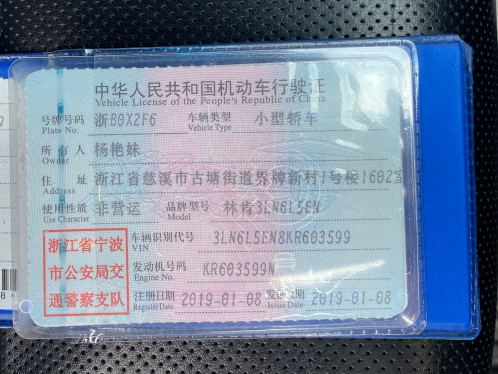 中华人民共和国机动车行驶证
Vehicle License of the People's Republic of China
号牌号码 浙B0X2F6 车辆类型 小型轿车
Plate No. Vehicle Type
所有人 杨艳妹
Owner
住址 浙江省慈溪市古塘街道界牌新村1号楼1602室
Address
使用性质 非营运 品牌型号 林肯3LN6L5EN
Use Character Model
浙江省宁波
市公安局交
通警察支队
车辆识别代号 3LN6L5EN8KR603599
VIN
发动机号码 KR603599N
Engine No.
注册日期 2019-01-08 发证日期 2019-01-08
Register Date Issue Date